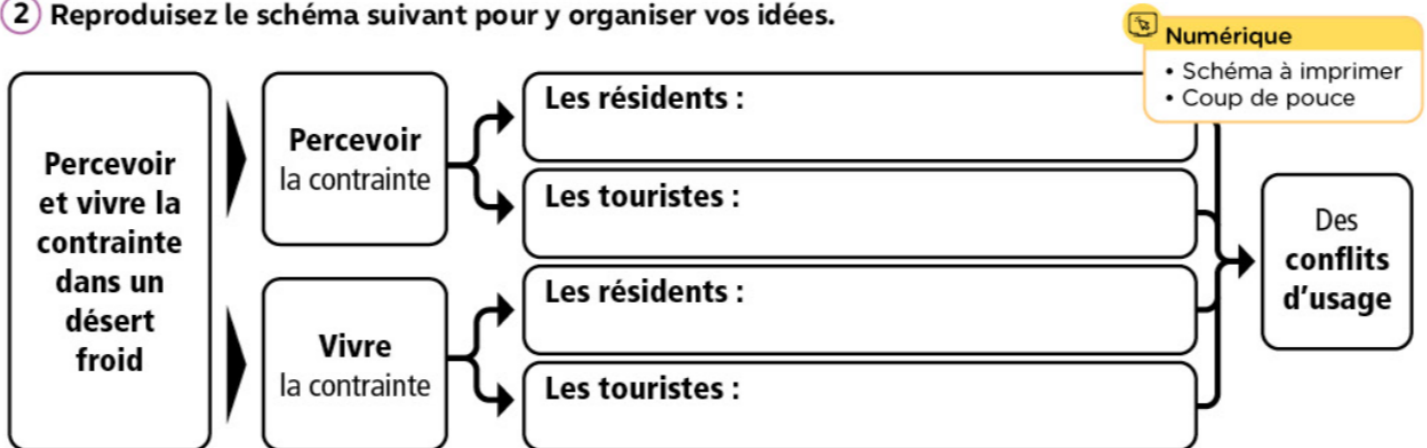 2 Reproduisez le schéma suivant pour y organiser vos idées.
Numérique
• Schéma à imprimer
• Coup de pouce
Percevoir
et vivre la
contrainte
dans un
désert
froid
Percevoir
la contrainte
Les résidents :
Les touristes :
Vivre
la contrainte
Les résidents :
Les touristes :
Des
conflits
d’usage